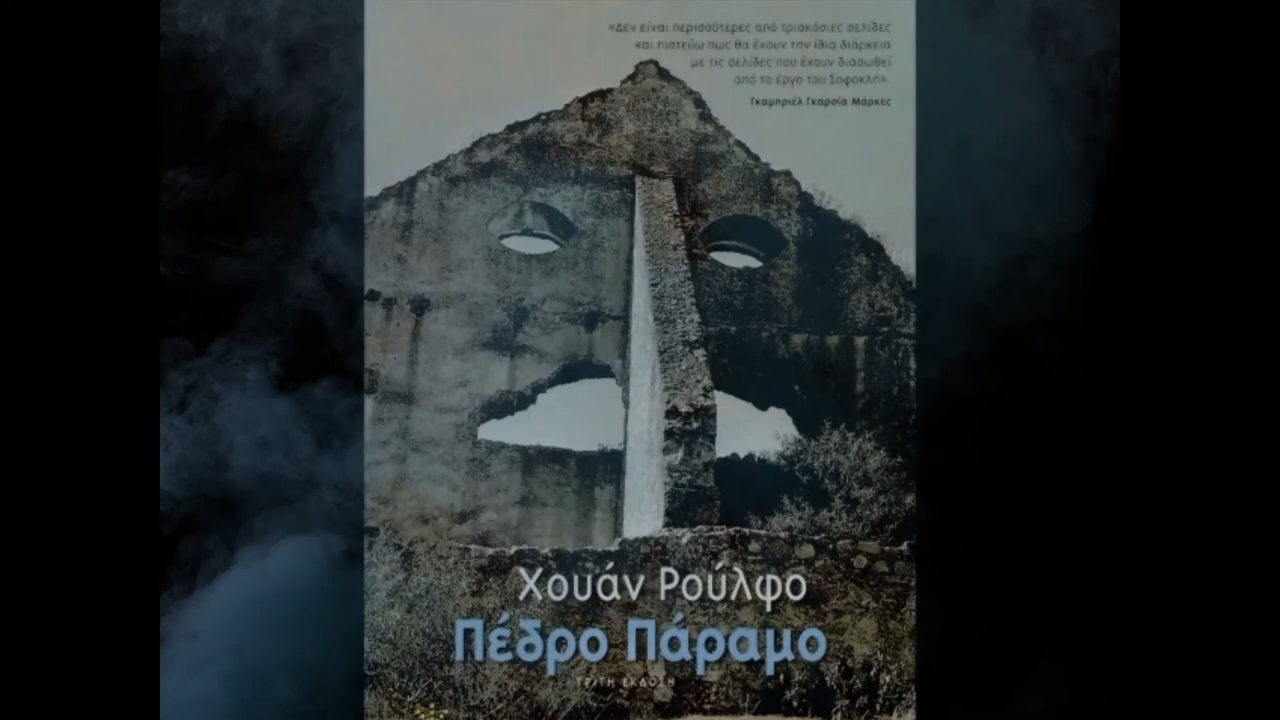 «Δεν είναι περισσότερες από τριακόσιες σελίδες
και πιστεύω πως θα έχουν την ίδια διάρκεια
με τις σελίδες που έχουν διασωθεί
από το έργο του Σοφοκλή».
Γκαμπριέλ Γκαρσία Μάρκες
Χουάν Ρούλφο
Πέδρο Πάραμο
ΤΡΙΤΗ ΕΚΔΟΣΗ